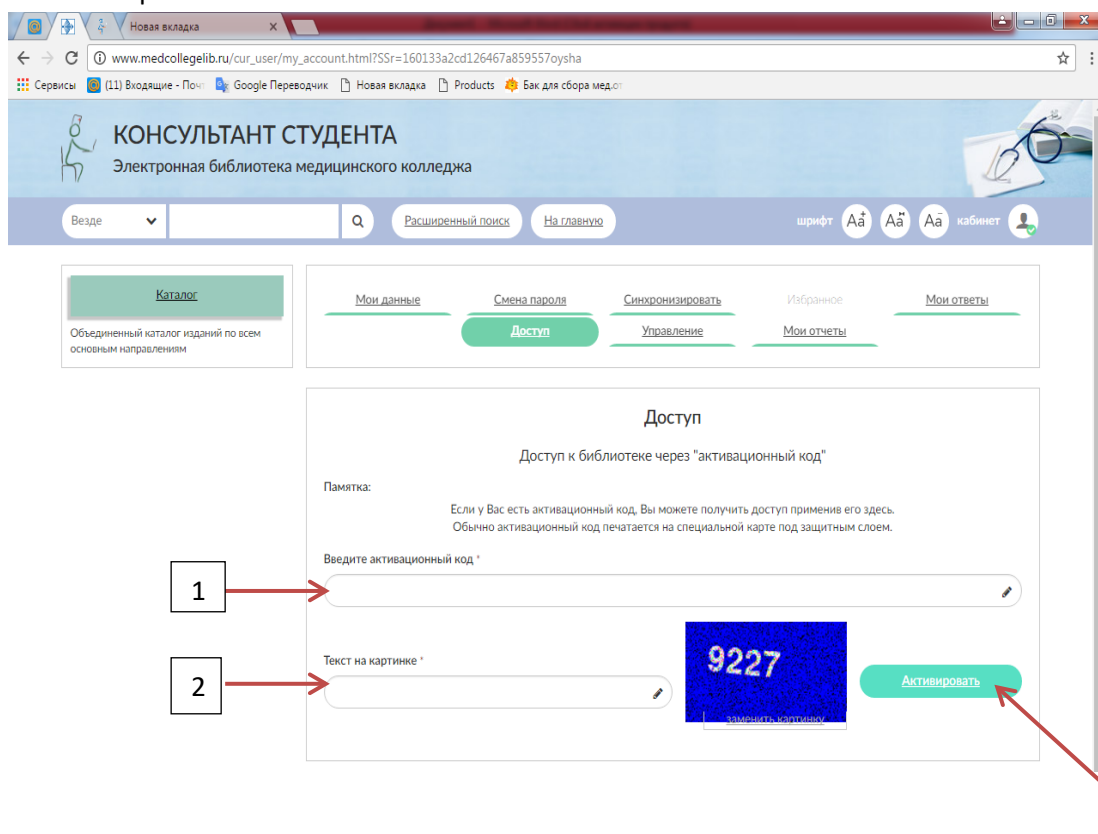 Новая вкладка
www.medcollegelib.ru/cur_user/my_account.html?SSr=160133a2cd126467a859557oysha
Сервисы (11) Входящие - Поч Google Переводчик Новая вкладка Products Бак для сбора мед.от
КОНСУЛЬТАНТ СТУДЕНТА
Электронная библиотека медицинского колледжа
Везде Расширенный поиск На главную шрифт Aa Aa Aa кабинет
Каталог
Объединенный каталог изданий по всем
основным направлениям
Мои данные Смена пароля Синхронизировать Избранное Мои ответы
Доступ Управление Мои отчеты
Доступ
Доступ к библиотеке через "активационный код"
Памятка:
Если у Вас есть активационный код, Вы можете получить доступ применив его здесь.
Обычно активационный код печатается на специальной карте под защитным слоем.
Введите активационный код *
1
Текст на картинке *
2
9227
заменить картинку
Активировать